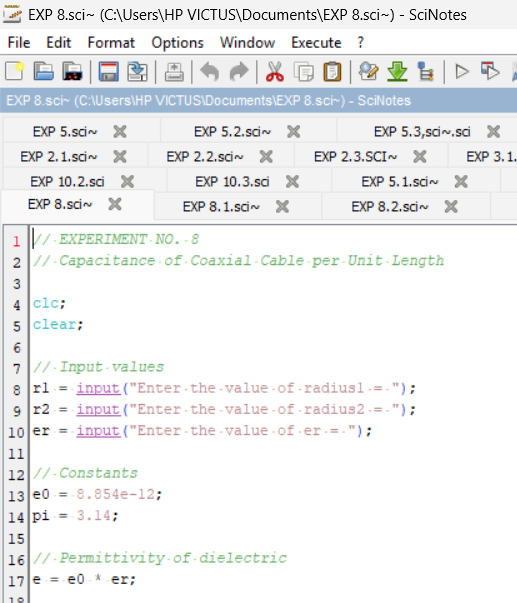 EXP 8.sci~ (C:\Users\HP VICTUS\Documents\EXP 8.sci~) - SciNotes
File Edit Format Options Window Execute ?
EXP 8.sci~ (C:\Users\HP VICTUS\Documents\EXP 8.sci~) - SciNotes
EXP 5.sci~ EXP 5.2.sci~ EXP 5.3,sci~.sci
EXP 2.1.sci~ EXP 2.2.sci~ EXP 2.3.SCI~ EXP 3.1.
EXP 10.2.sci EXP 10.3.sci EXP 5.1.sci~
EXP 8.sci~ EXP 8.1.sci~ EXP 8.2.sci~
1 // EXPERIMENT NO. 8
2 // Capacitance of Coaxial Cable per Unit Length
3
4 clc;
5 clear;
6
7 // Input values
8 r1 = input("Enter the value of radius1 = ");
9 r2 = input("Enter the value of radius2 = ");
10 er = input("Enter the value of er = ");
11
12 // Constants
13 e0 = 8.854e-12;
14 pi = 3.14;
15
16 // Permittivity of dielectric
17 e = e0 * er;
18